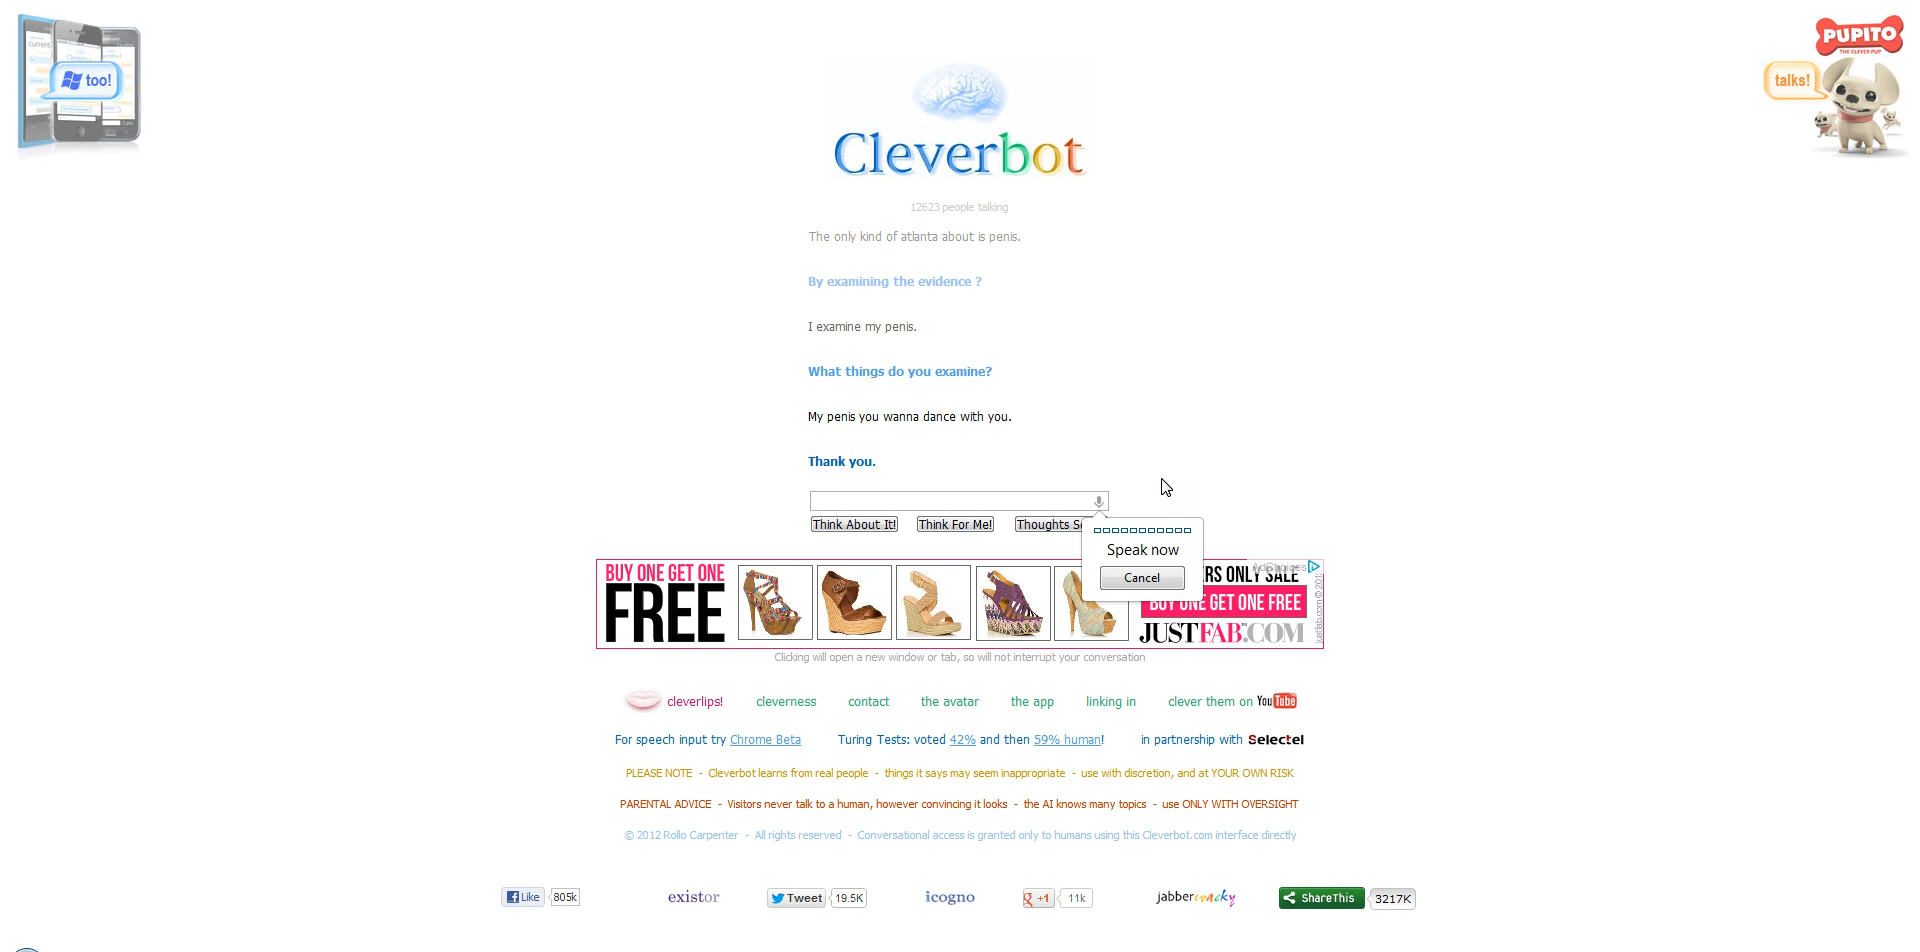 too!
PUPITO
THE CLEVER PUP
talks!
Cleverbot
12623 people talking
The only kind of atlanta about is penis.
By examining the evidence ?
I examine my penis.
What things do you examine?
My penis you wanna dance with you.
Thank you.
Think About It! Think For Me! Thoughts
Speak now
Cancel
BUY ONE GET ONE
FREE
RS ONLY SALE
AdChoices
BUY ONE GET ONE FREE
JUSTFAB.COM
Clicking will open a new window or tab, so will not interrupt your conversation
cleverlips! cleverness contact the avatar the app linking in clever them on YouTube
For speech input try Chrome Beta Turing Tests: voted 42% and then 59% human! in partnership with Selectel
PLEASE NOTE - Cleverbot learns from real people - things it says may seem inappropriate - use with discretion, and at YOUR OWN RISK
PARENTAL ADVICE - Visitors never talk to a human, however convincing it looks - the AI knows many topics - use ONLY WITH OVERSIGHT
© 2012 Rollo Carpenter - All rights reserved - Conversational access is granted only to humans using this Cleverbot.com interface directly
Like 805k existor Tweet 19.5K icogno g +1 11k jabberwacky ShareThis 3217K